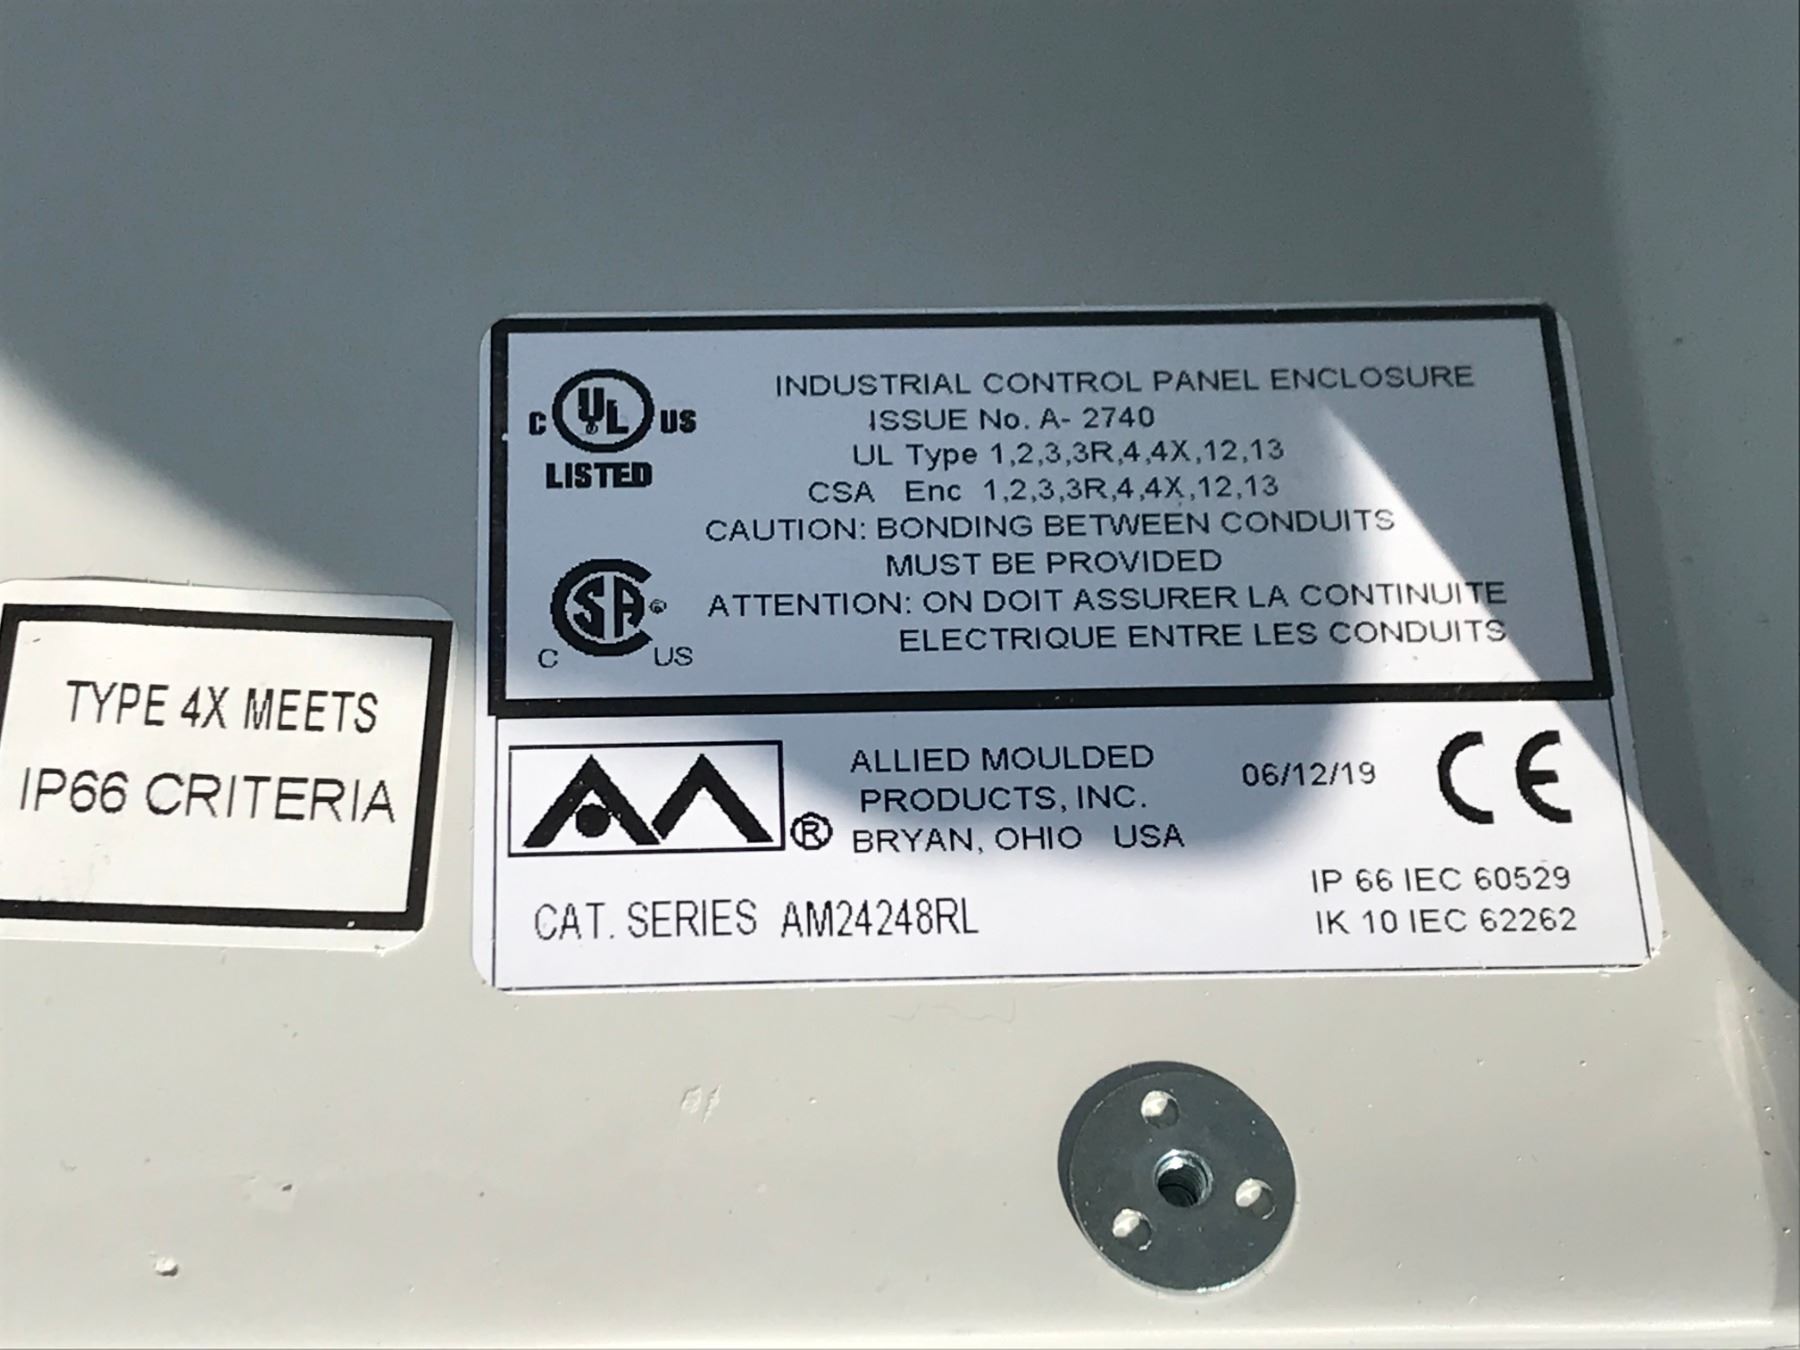 C UL US
LISTED
INDUSTRIAL CONTROL PANEL ENCLOSURE
ISSUE No. A- 2740
UL Type 1,2,3,3R,4,4X,12,13
CSA Enc 1,2,3,3R,4,4X,12,13
CAUTION: BONDING BETWEEN CONDUITS
MUST BE PROVIDED
ATTENTION: ON DOIT ASSURER LA CONTINUITE
ELECTRIQUE ENTRE LES CONDUITS
CSA ®
C US
TYPE 4X MEETS
IP66 CRITERIA
®
ALLIED MOULDED
PRODUCTS, INC.
BRYAN, OHIO USA
06/12/19
CE
CAT. SERIES AM24248RL
IP 66 IEC 60529
IK 10 IEC 62262